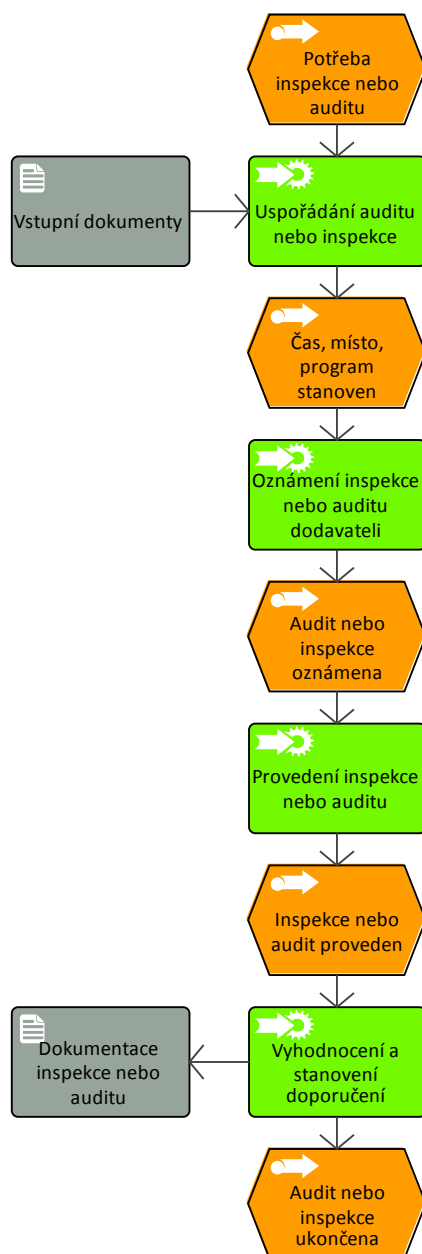 Potřeba
inspekce nebo
auditu
Vstupní dokumenty
Uspořádání auditu
nebo inspekce
Čas, místo,
program
stanoven
Oznámení inspekce
nebo auditu
dodavateli
Audit nebo
inspekce
oznámena
Provedení inspekce
nebo auditu
Inspekce nebo
audit proveden
Dokumentace
inspekce nebo
auditu
Vyhodnocení a
stanovení
doporučení
Audit nebo
inspekce
ukončena